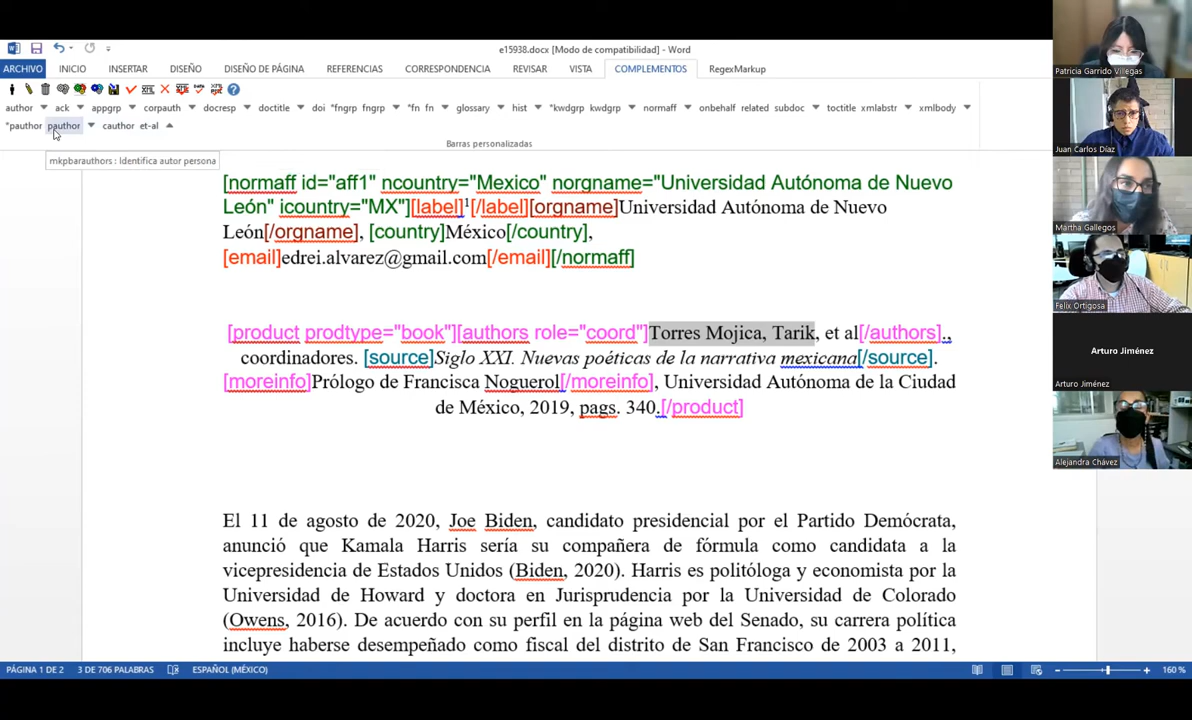 e15938.docx [Modo de compatibilidad] - Word
ARCHIVO INICIO INSERTAR DISEÑO DISEÑO DE PÁGINA REFERENCIAS CORRESPONDENCIA REVISAR VISTA COMPLEMENTOS RegexMarkup
author ack appgrp corpauth docresp doctitle doi *fngrp fngrp *fn fn glossary hist *kwdgrp kwdgrp normaff onbehalf related subdoc toctitle xmlabstr xmlbody
*pauthor pauthor cauthor et-al
Barras personalizadas
mkpbarauthors : Identifica autor persona
[normaff id="aff1" ncountry="Mexico" norgname="Universidad Autónoma de Nuevo
León" icountry="MX"][label]1[/label][orgname]Universidad Autónoma de Nuevo
León[/orgname], [country]México[/country],
[email]edrei.alvarez@gmail.com[/email][/normaff]
[product prodtype="book"][authors role="coord"]Torres Mojica, Tarik, et al[/authors].,
coordinadores. [source]Siglo XXI. Nuevas poéticas de la narrativa mexicana[/source].
[moreinfo]Prólogo de Francisca Noguerol[/moreinfo], Universidad Autónoma de la Ciudad
de México, 2019, pags. 340.[/product]
El 11 de agosto de 2020, Joe Biden, candidato presidencial por el Partido Demócrata,
anunció que Kamala Harris sería su compañera de fórmula como candidata a la
vicepresidencia de Estados Unidos (Biden, 2020). Harris es politóloga y economista por la
Universidad de Howard y doctora en Jurisprudencia por la Universidad de Colorado
(Owens, 2016). De acuerdo con su perfil en la página web del Senado, su carrera política
incluye haberse desempeñado como fiscal del distrito de San Francisco de 2003 a 2011,
PÁGINA 1 DE 2 3 DE 706 PALABRAS ESPAÑOL (MÉXICO) 160 %
Patricia Garrido Villegas
Juan Carlos Díaz
Martha Gallegos
Felix Ortigosa
Arturo Jiménez
Arturo Jiménez
Alejandra Chávez